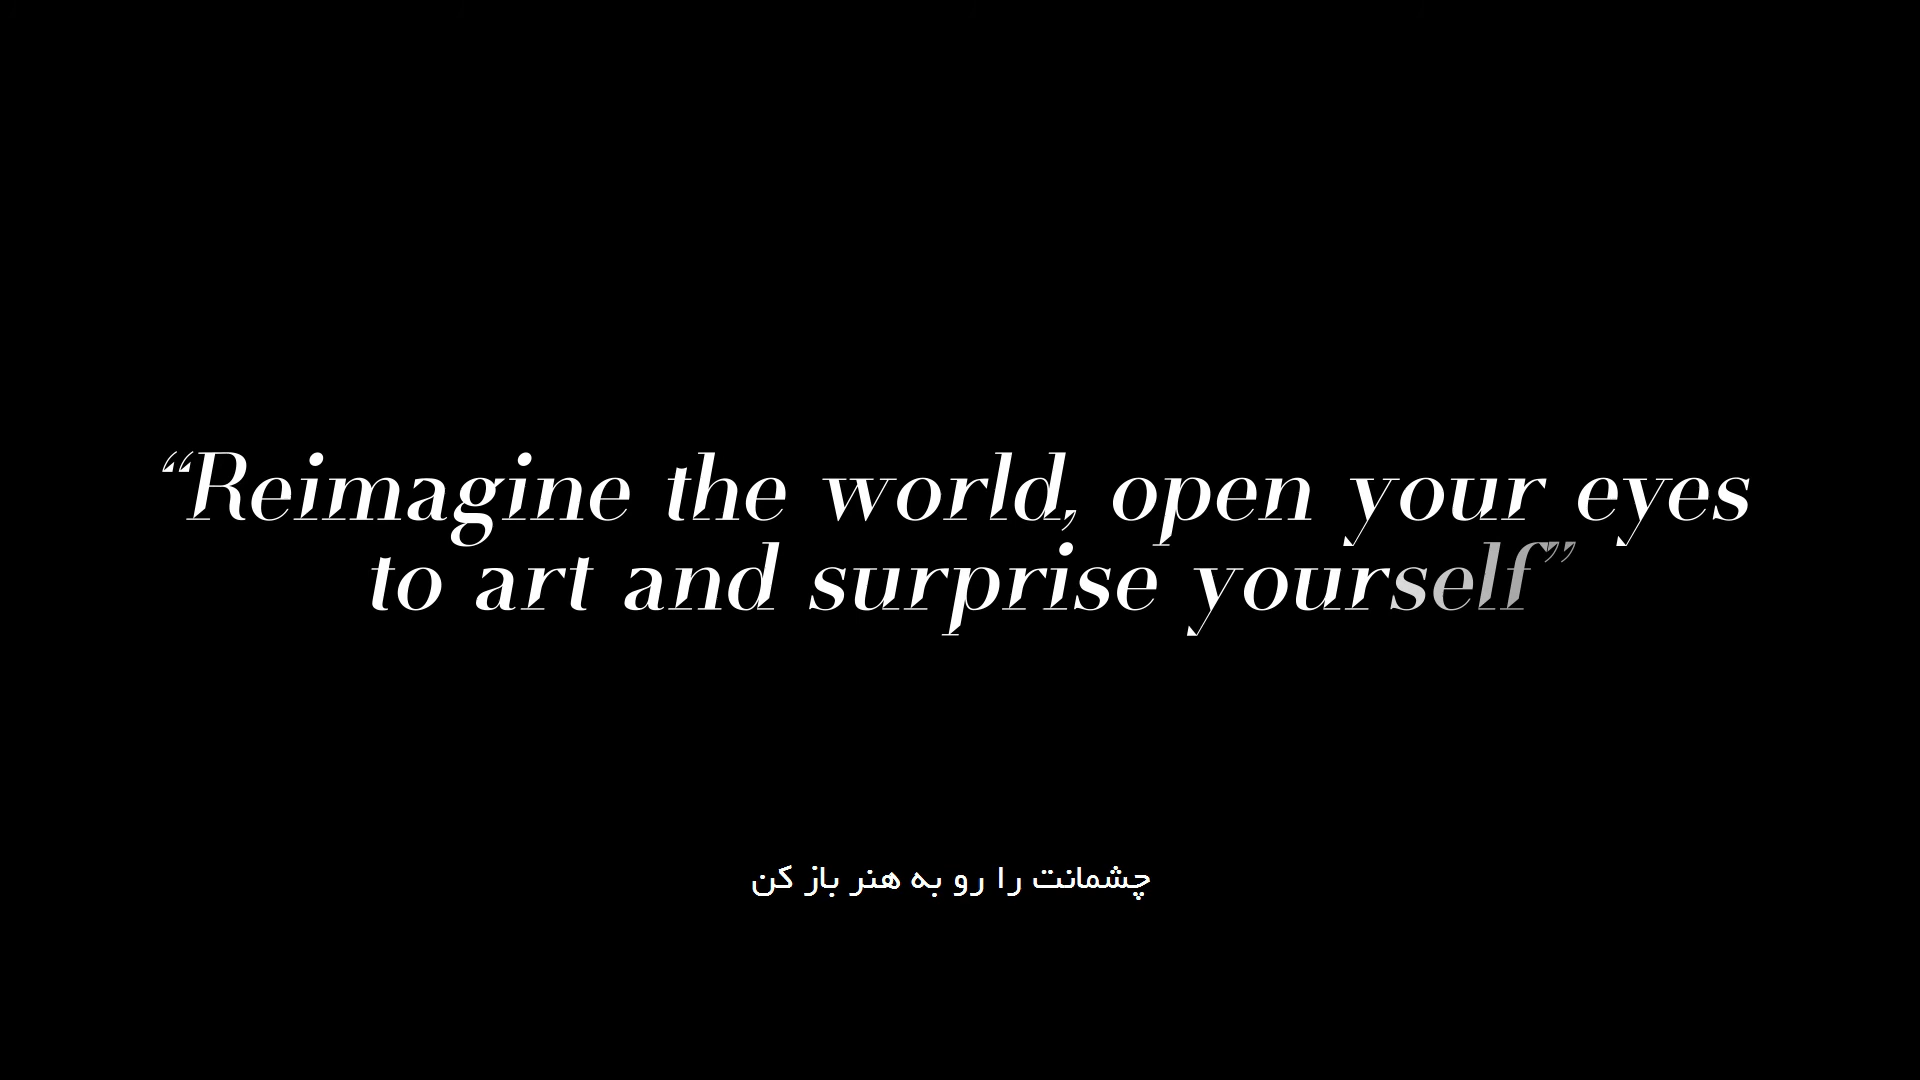 “Reimagine the world, open your eyes
to art and surprise yourself”
چشمانت را رو به هنر باز کن